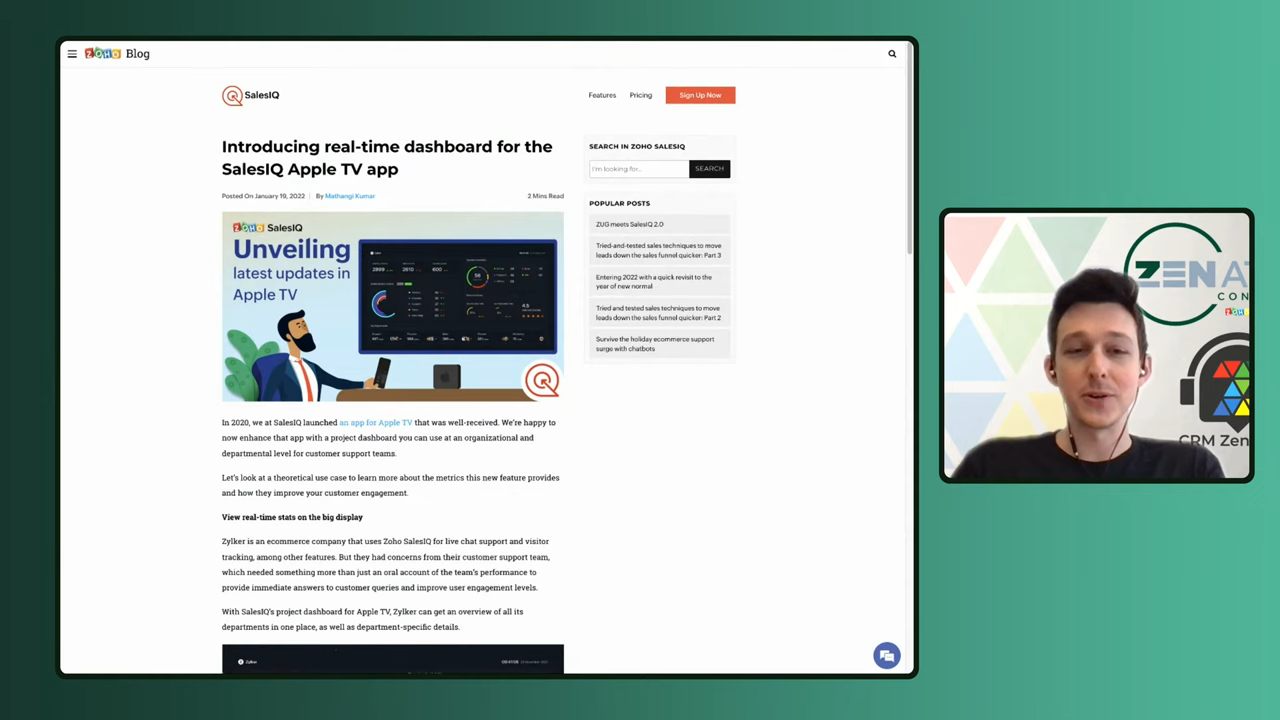 ZOHO Blog
SalesIQ
Features
Pricing
Sign Up Now
Introducing real-time dashboard for the
SalesIQ Apple TV app
Posted On January 19, 2022 | By Mathangi Kumar
2 Mins Read
ZOHO SalesIQ
Unveiling
latest updates in
Apple TV
In 2020, we at SalesIQ launched an app for Apple TV that was well-received. We're happy to
now enhance that app with a project dashboard you can use at an organizational and
departmental level for customer support teams.
Let's look at a theoretical use case to learn more about the metrics this new feature provides
and how they improve your customer engagement.
View real-time stats on the big display
Zylker is an ecommerce company that uses Zoho SalesIQ for live chat support and visitor
tracking, among other features. But they had concerns from their customer support team,
which needed something more than just an oral account of the team's performance to
provide immediate answers to customer queries and improve user engagement levels.
With SalesIQ's project dashboard for Apple TV, Zylker can get an overview of all its
departments in one place, as well as department-specific details.
Zylker
SEARCH IN ZOHO SALESIQ
I'm looking for...
SEARCH
POPULAR POSTS
ZUG meets SalesIQ 2.0
Tried-and-tested sales techniques to move
leads down the sales funnel quicker: Part 3
Entering 2022 with a quick revisit to the
year of new normal
Tried and tested sales techniques to move
leads down the sales funnel quicker: Part 2
Survive the holiday ecommerce support
surge with chatbots
ZENAT
CON
ZOHO
CRM Zen